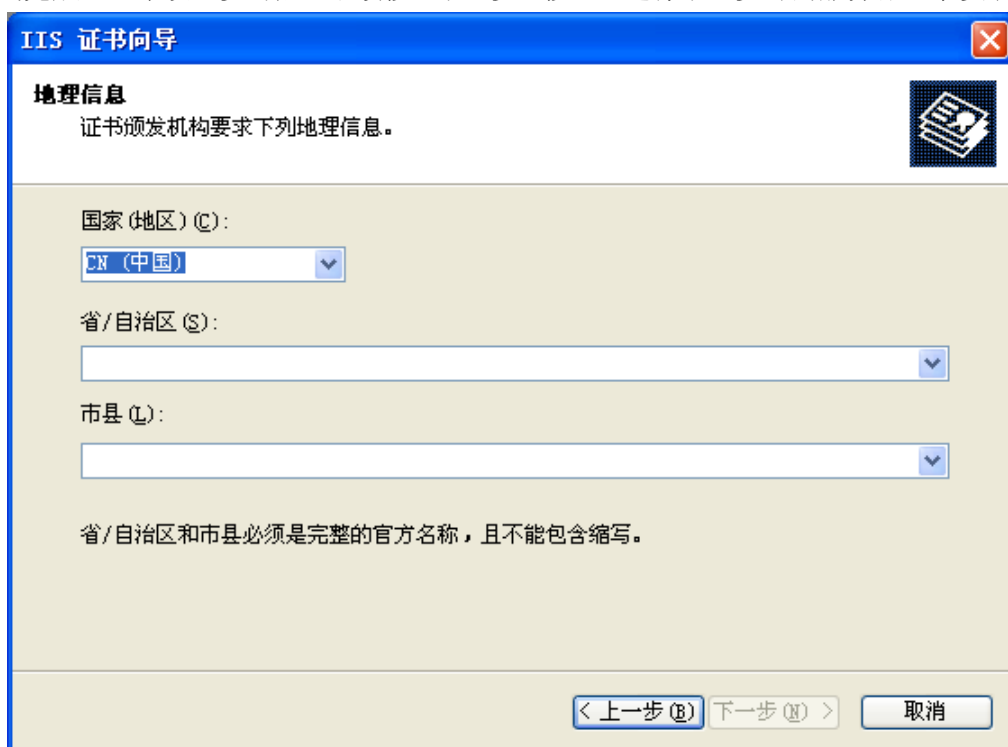 IIS 证书向导
地理信息
证书颁发机构要求下列地理信息。
国家(地区)(C):
CN (中国)
省/自治区(S):
市县(L):
省/自治区和市县必须是完整的官方名称，且不能包含缩写。
< 上一步(B) 下一步(N) > 取消